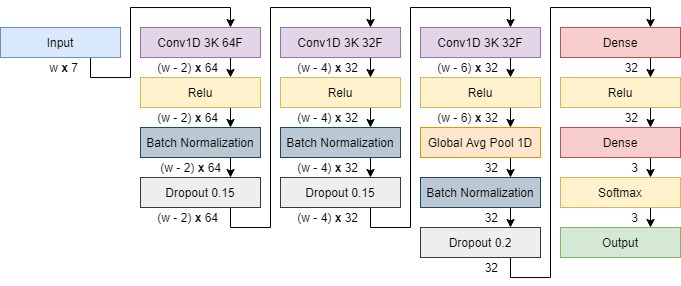 Input
w x 7
Conv1D 3K 64F
(w - 2) x 64
Relu
(w - 2) x 64
Batch Normalization
(w - 2) x 64
Dropout 0.15
(w - 2) x 64
Conv1D 3K 32F
(w - 4) x 32
Relu
(w - 4) x 32
Batch Normalization
(w - 4) x 32
Dropout 0.15
(w - 4) x 32
Conv1D 3K 32F
(w - 6) x 32
Relu
(w - 6) x 32
Global Avg Pool 1D
32
Batch Normalization
32
Dropout 0.2
32
Dense
32
Relu
32
Dense
3
Softmax
3
Output